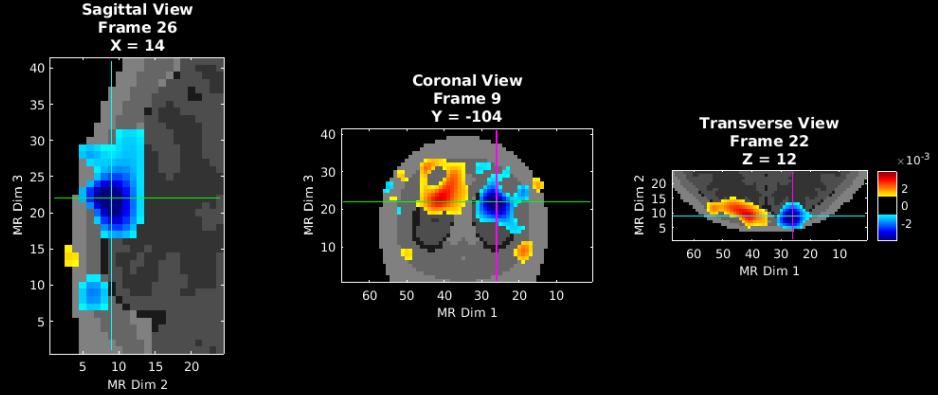 Sagittal View
Frame 26
X = 14
40
35
30
25
20
15
10
5
MR Dim 3
5 10 15 20
MR Dim 2
Coronal View
Frame 9
Y = -104
40
30
20
10
MR Dim 3
60 50 40 30 20 10
MR Dim 1
Transverse View
Frame 22
Z = 12
×10⁻³
20
15
10
5
MR Dim 2
60 50 40 30 20 10
MR Dim 1
2
0
-2